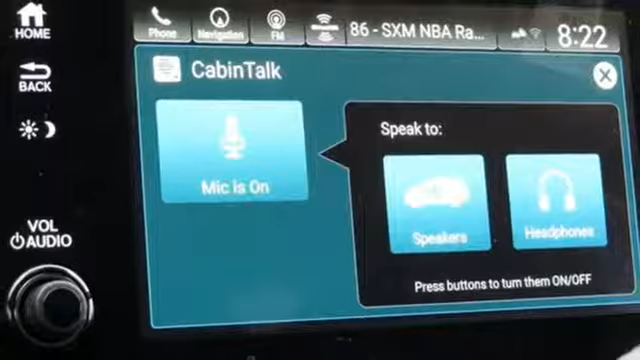 HOME
BACK
VOL
AUDIO
Phone
Navigation
FM
86 - SXM NBA Ra...
8:22
CabinTalk
Mic is On
Speak to:
Speakers
Headphones
Press buttons to turn them ON/OFF